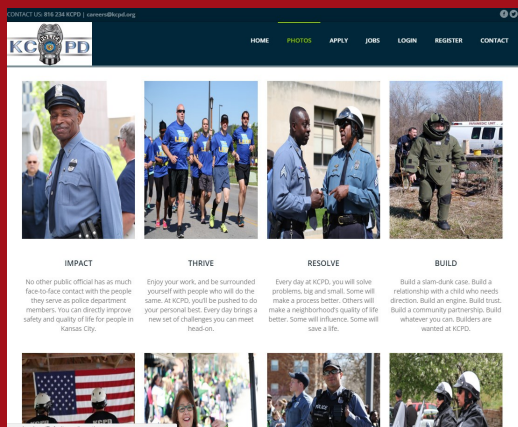 CONTACT US: 816 234 KCPD | careers@kcpd.org
KC PD
POLICE
HOME PHOTOS APPLY JOBS LOGIN REGISTER CONTACT
IMPACT
No other public official has as much
face-to-face contact with the people
they serve as police department
members. You can directly improve
safety and quality of life for people in
Kansas City.
THRIVE
Enjoy your work, and be surrounded
yourself with people who will do the
same. At KCPD, you'll be pushed to do
your personal best. Every day brings a
new set of challenges you can meet
head-on.
RESOLVE
Every day at KCPD, you will solve
problems, big and small. Some will
make a process better. Others will
make a neighborhood's quality of life
better. Some will influence. Some will
save a life.
BUILD
Build a slam-dunk case. Build a
relationship with a child who needs
direction. Build an engine. Build trust.
Build a community partnership. Build
whatever you can. Builders are
wanted at KCPD.
POLICE